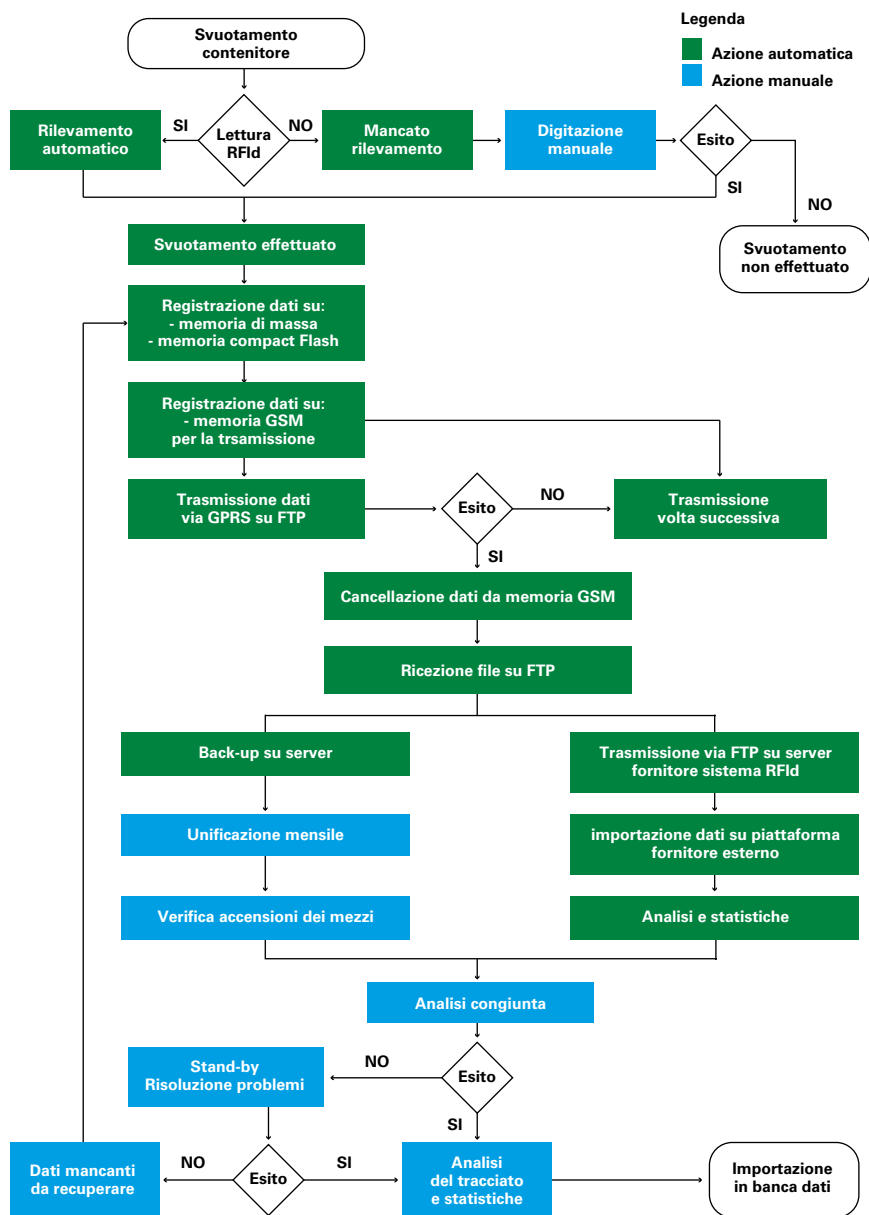 Svuotamento
contenitore
Legenda
Azione automatica
Azione manuale
Rilevamento
automatico
SI
Lettura
RFId
NO
Mancato
rilevamento
Digitazione
manuale
Esito
SI
NO
Svuotamento
non effettuato
Svuotamento effettuato
Registrazione dati su:
- memoria di massa
- memoria compact Flash
Registrazione dati su:
- memoria GSM
per la trsamissione
Trasmissione dati
via GPRS su FTP
Esito
NO
Trasmissione
volta successiva
SI
Cancellazione dati da memoria GSM
Ricezione file su FTP
Back-up su server
Trasmissione via FTP su server
fornitore sistema RFId
Unificazione mensile
importazione dati su piattaforma
fornitore esterno
Verifica accensioni dei mezzi
Analisi e statistiche
Analisi congiunta
Stand-by
Risoluzione problemi
NO
Esito
SI
Dati mancanti
da recuperare
NO
Esito
SI
Analisi
del tracciato
e statistiche
Importazione
in banca dati